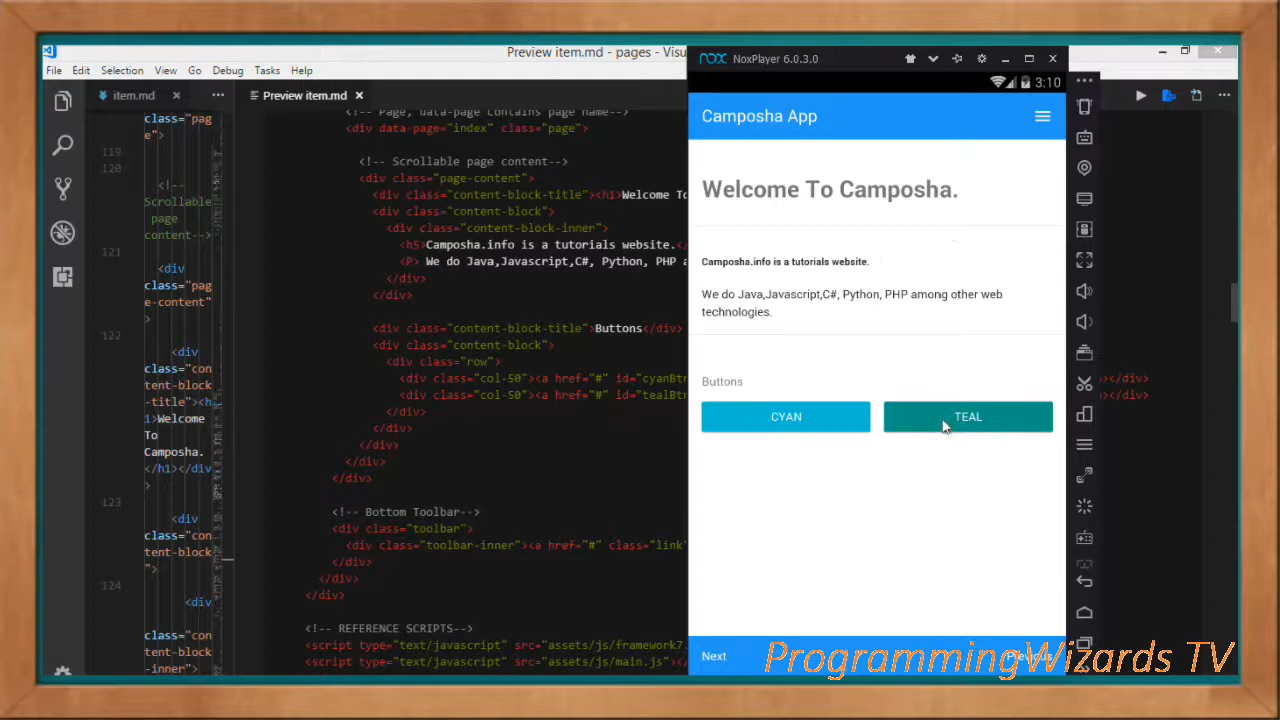 Preview item.md - pages - Visu
File Edit Selection View Go Debug Tasks Help
item.md
Preview item.md
class="pag
e">
119
120
<!--
Scrollable
page
content-->
121
<div
class="pag
e-content"
>
122
<div
class="con
tent-block
-title"><h
1>Welcome
To
Camposha.
</h1></div
>
123
<div
class="con
tent-block
">
124
<div
class="con
tent-block
-inner">
<!-- Page, data-page contains page name-->
<div data-page="index" class="page">
<!-- Scrollable page content-->
<div class="page-content">
<div class="content-block-title"><h1>Welcome To
<div class="content-block">
<div class="content-block-inner">
<h5>Camposha.info is a tutorials website.</
<P> We do Java,Javascript,C#, Python, PHP a
</div>
</div>
<div class="content-block-title">Buttons</div>
<div class="content-block">
<div class="row">
<div class="col-50"><a href="#" id="cyanBtn
<div class="col-50"><a href="#" id="tealBtn
</div>
</div>
</div>
</div>
</div>
<!-- Bottom Toolbar-->
<div class="toolbar">
<div class="toolbar-inner"><a href="#" class="link"
</div>
</div>
</div>
<!-- REFERENCE SCRIPTS-->
<script type="text/javascript" src="assets/js/framework7.
<script type="text/javascript" src="assets/js/main.js"></
></div>
></div>
nox NoxPlayer 6.0.3.0
3:10
Camposha App
Welcome To Camposha.
Camposha.info is a tutorials website.
We do Java,Javascript,C#, Python, PHP among other web
technologies.
Buttons
CYAN TEAL
Next
ProgrammingWizards TV